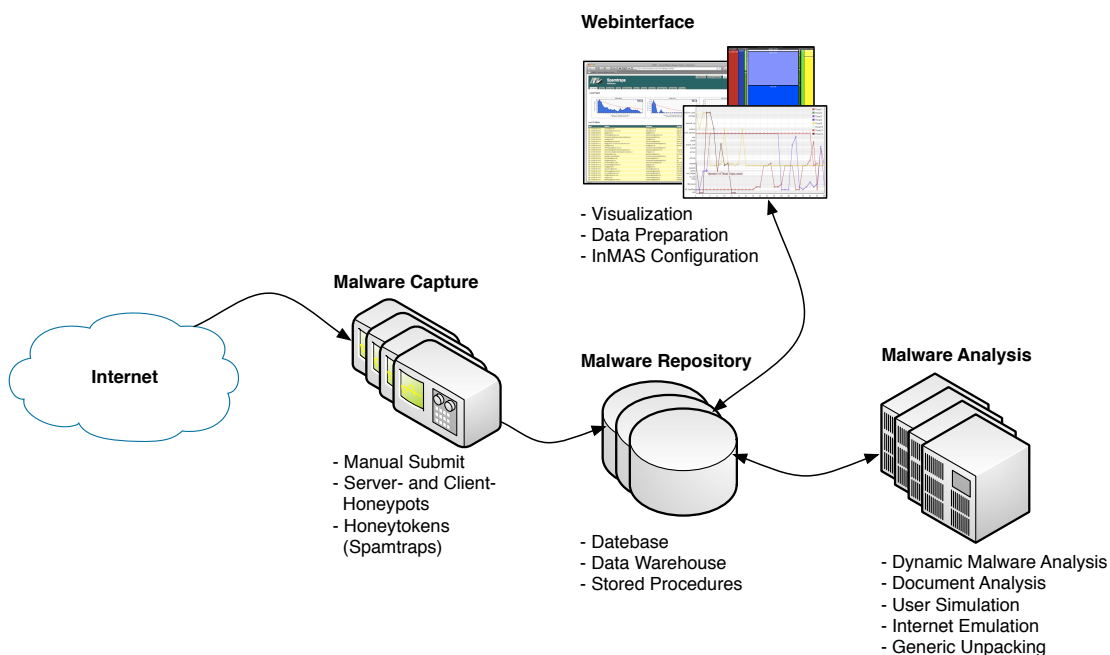 Webinterface
Spamtraps
- Visualization
- Data Preparation
- InMAS Configuration
Malware Capture
Internet
- Manual Submit
- Server- and Client-
Honeypots
- Honeytokens
(Spamtraps)
Malware Repository
- Datebase
- Data Warehouse
- Stored Procedures
Malware Analysis
- Dynamic Malware Analysis
- Document Analysis
- User Simulation
- Internet Emulation
- Generic Unpacking